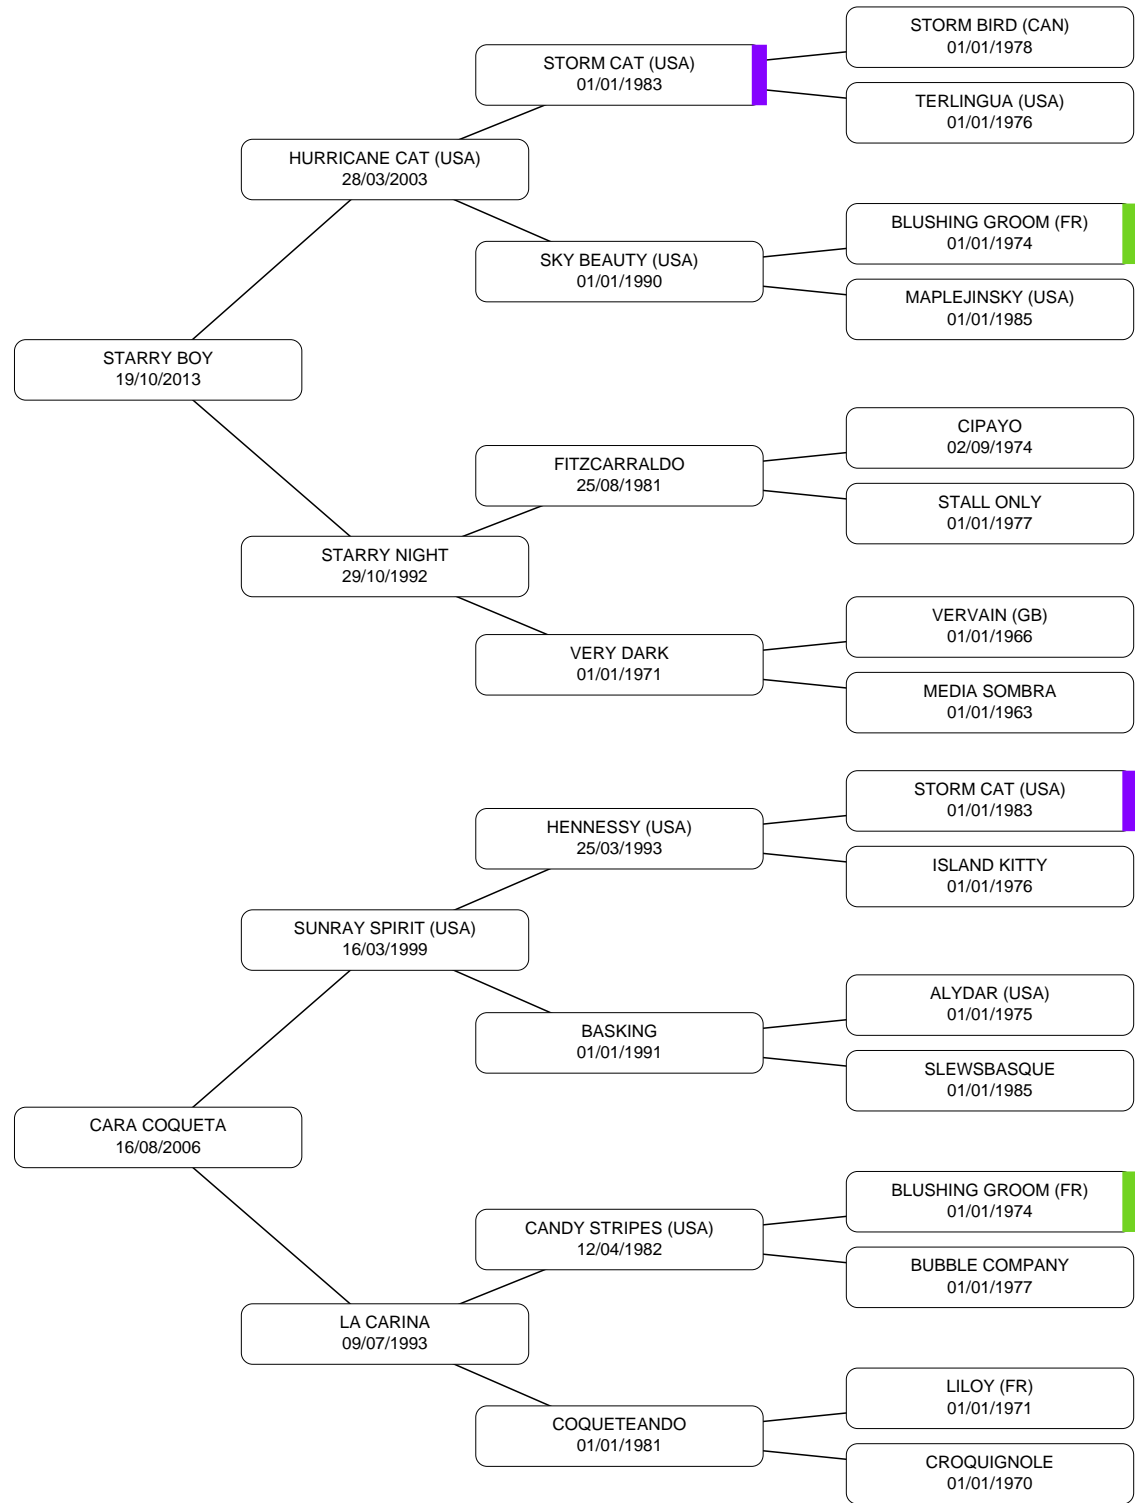 STORM BIRD (CAN)
01/01/1978
STORM CAT (USA)
01/01/1983
TERLINGUA (USA)
01/01/1976
HURRICANE CAT (USA)
28/03/2003
BLUSHING GROOM (FR)
01/01/1974
SKY BEAUTY (USA)
01/01/1990
MAPLEJINSKY (USA)
01/01/1985
STARRY BOY
19/10/2013
CIPAYO
02/09/1974
FITZCARRALDO
25/08/1981
STALL ONLY
01/01/1977
STARRY NIGHT
29/10/1992
VERVAIN (GB)
01/01/1966
VERY DARK
01/01/1971
MEDIA SOMBRA
01/01/1963
STORM CAT (USA)
01/01/1983
HENNESSY (USA)
25/03/1993
ISLAND KITTY
01/01/1976
SUNRAY SPIRIT (USA)
16/03/1999
ALYDAR (USA)
01/01/1975
BASKING
01/01/1991
SLEWSBASQUE
01/01/1985
CARA COQUETA
16/08/2006
BLUSHING GROOM (FR)
01/01/1974
CANDY STRIPES (USA)
12/04/1982
BUBBLE COMPANY
01/01/1977
LA CARINA
09/07/1993
LILOY (FR)
01/01/1971
COQUETEANDO
01/01/1981
CROQUIGNOLE
01/01/1970